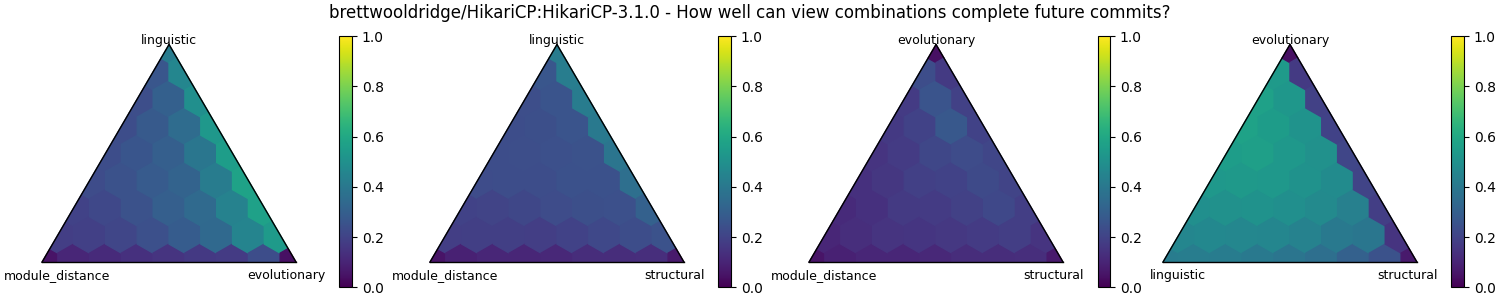 brettwooldridge/HikariCP:HikariCP-3.1.0 - How well can view combinations complete future commits?
linguistic
module_distance
evolutionary
1.0
0.8
0.6
0.4
0.2
0.0
linguistic
module_distance
structural
1.0
0.8
0.6
0.4
0.2
0.0
evolutionary
module_distance
structural
1.0
0.8
0.6
0.4
0.2
0.0
evolutionary
linguistic
structural
1.0
0.8
0.6
0.4
0.2
0.0